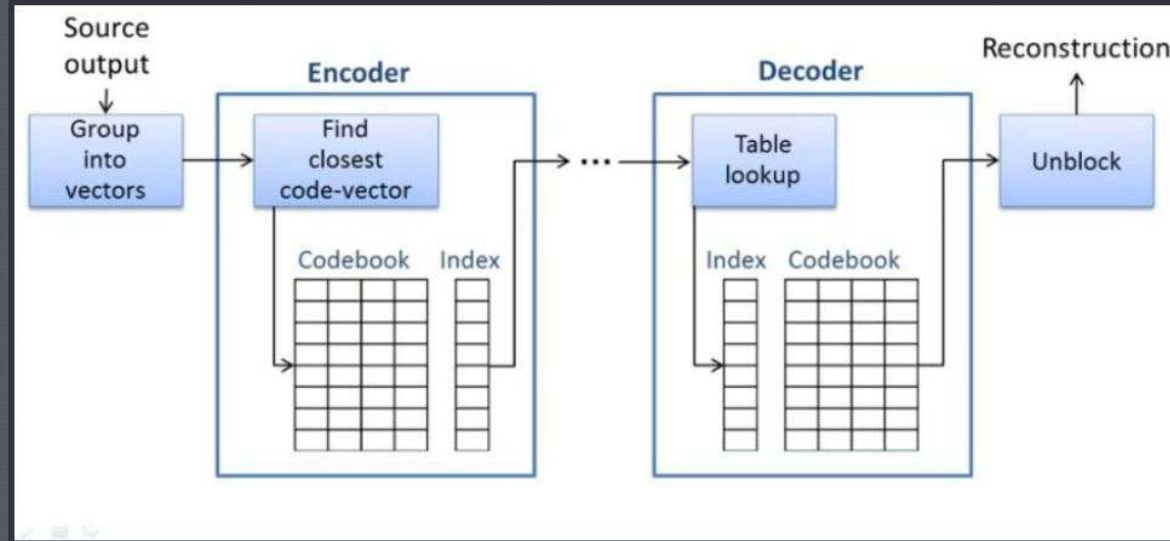 Source
output
Group
into
vectors
Encoder
Find
closest
code-vector
Codebook Index
...
Decoder
Table
lookup
Index Codebook
Reconstruction
Unblock